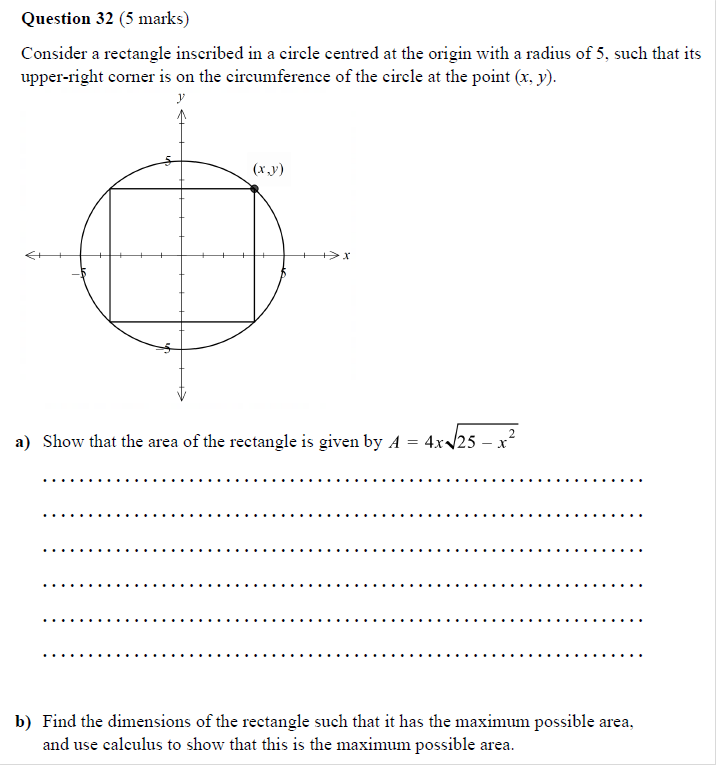 Question 32 (5 marks)
Consider a rectangle inscribed in a circle centred at the origin with a radius of 5, such that its
upper-right corner is on the circumference of the circle at the point (x, y).
y
5
(x,y)
x
−5
5
−5
a) Show that the area of the rectangle is given by A = 4x√25 − x²
b) Find the dimensions of the rectangle such that it has the maximum possible area,
and use calculus to show that this is the maximum possible area.